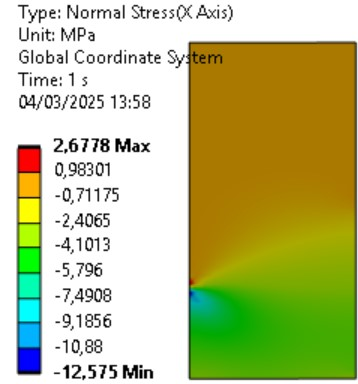 Type: Normal Stress(X Axis)
Unit: MPa
Global Coordinate System
Time: 1 s
04/03/2025 13:58
2,6778 Max
0,98301
-0,71175
-2,4065
-4,1013
-5,796
-7,4908
-9,1856
-10,88
-12,575 Min